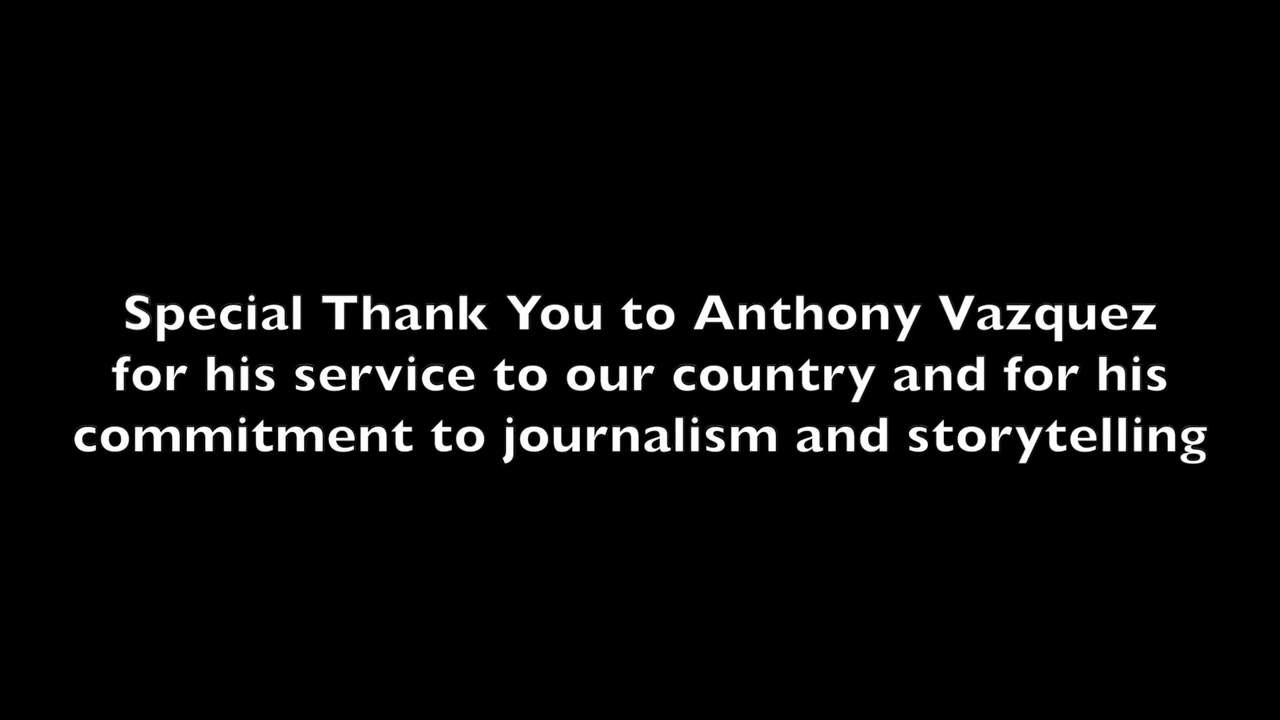 Special Thank You to Anthony Vazquez
for his service to our country and for his
commitment to journalism and storytelling